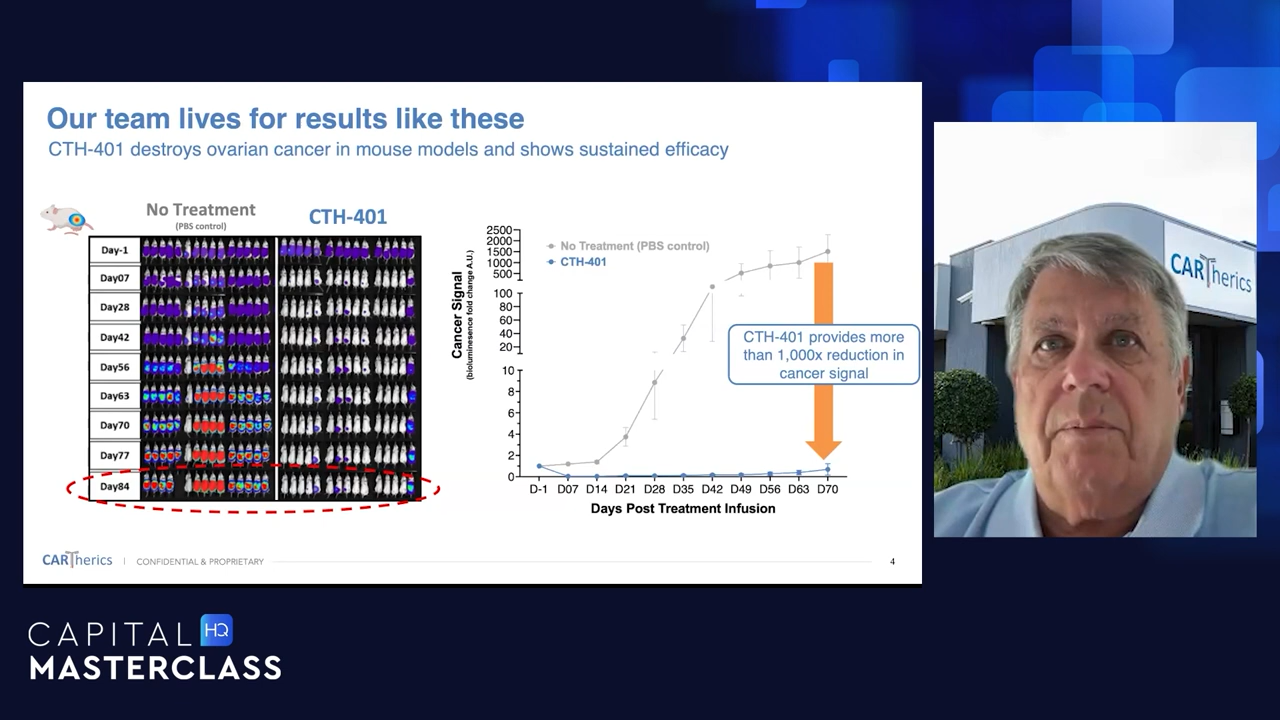 Our team lives for results like these
CTH-401 destroys ovarian cancer in mouse models and shows sustained efficacy
No Treatment
(PBS control)
CTH-401
Day-1
Day07
Day28
Day42
Day56
Day63
Day70
Day77
Day84
Cancer Signal
(bioluminesence fold change A.U.)
2500
2000
1500
1000
500
100
80
60
40
20
10
8
6
4
2
0
No Treatment (PBS control)
CTH-401
CTH-401 provides more
than 1,000x reduction in
cancer signal
D-1 D07 D14 D21 D28 D35 D42 D49 D56 D63 D70
Days Post Treatment Infusion
CARTherics | CONFIDENTIAL & PROPRIETARY
4
CARTherics
CAPITAL HQ
MASTERCLASS